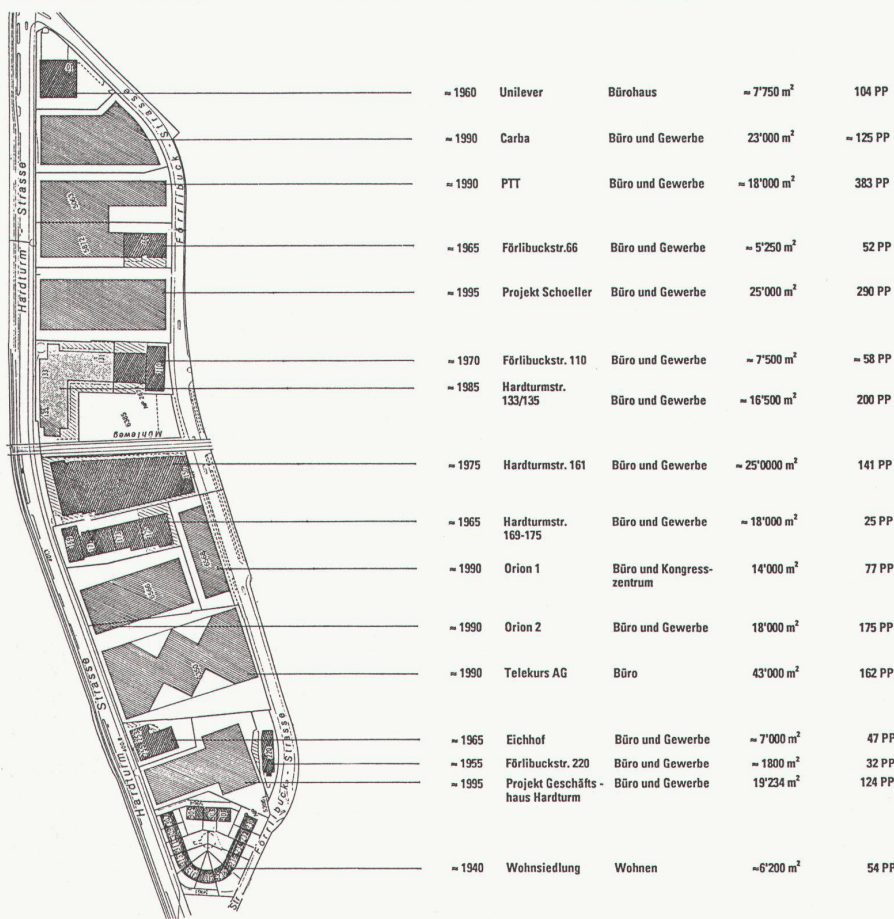 ≈ 1960 Unilever Bürohaus ≈ 7'750 m² 104 PP
≈ 1990 Carba Büro und Gewerbe 23'000 m² ≈ 125 PP
≈ 1990 PTT Büro und Gewerbe ≈ 18'000 m² 383 PP
≈ 1965 Förlibuckstr.66 Büro und Gewerbe ≈ 5'250 m² 52 PP
≈ 1995 Projekt Schoeller Büro und Gewerbe 25'000 m² 290 PP
≈ 1970 Förlibuckstr. 110 Büro und Gewerbe ≈ 7'500 m² ≈ 58 PP
≈ 1985 Hardturmstr.
133/135 Büro und Gewerbe ≈ 16'500 m² 200 PP
≈ 1975 Hardturmstr. 161 Büro und Gewerbe ≈ 25'0000 m² 141 PP
≈ 1965 Hardturmstr. Büro und Gewerbe ≈ 18'000 m² 25 PP
169-175
≈ 1990 Orion 1 Büro und Kongress- 14'000 m² 77 PP
zentrum
≈ 1990 Orion 2 Büro und Gewerbe 18'000 m² 175 PP
≈ 1990 Telekurs AG Büro 43'000 m² 162 PP
≈ 1965 Eichhof Büro und Gewerbe ≈ 7'000 m² 47 PP
≈ 1955 Förlibuckstr. 220 Büro und Gewerbe ≈ 1800 m² 32 PP
≈ 1995 Projekt Geschäfts - Büro und Gewerbe 19'234 m² 124 PP
haus Hardturm
≈ 1940 Wohnsiedlung Wohnen ≈6'200 m² 54 PP
Hardturm - Strasse
Förrlibuck - Strasse
Mühleweg
6385
Hardturm Strasse
Förrlibuck - Strasse
Str